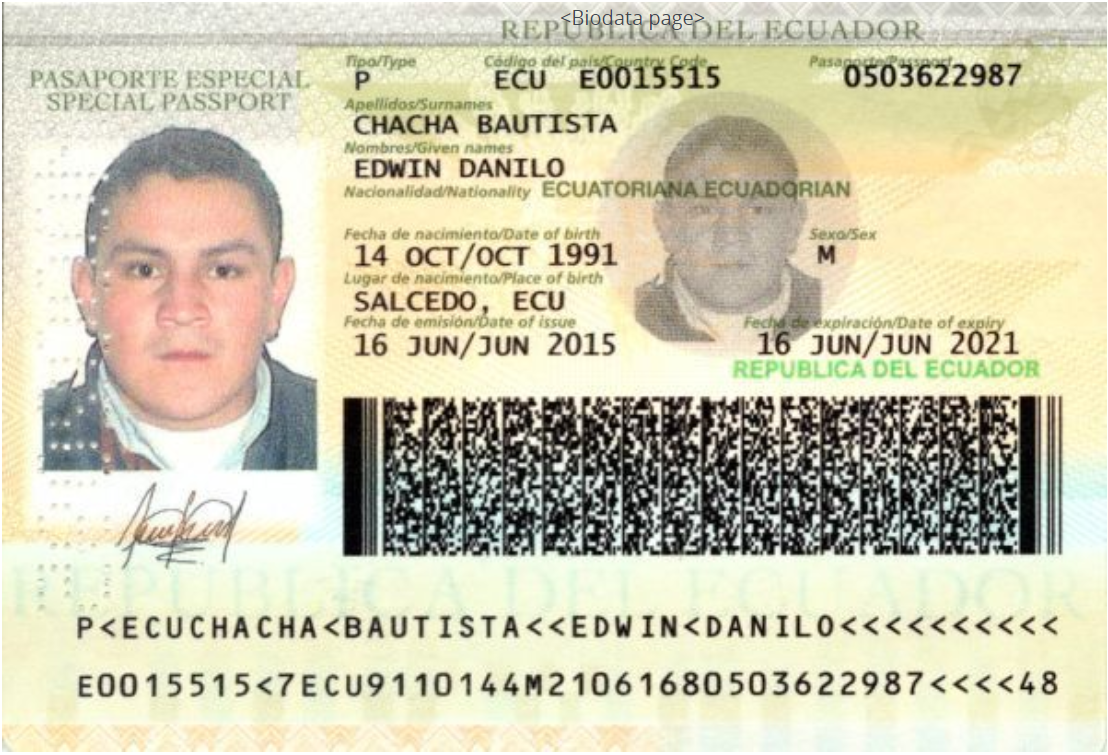 <Biodata page>
REPÚBLICA DEL ECUADOR
PASAPORTE ESPECIAL
SPECIAL PASSPORT
Tipo/Type Código del país/Country Code Pasaporte/Passport
P ECU E0015515 0503622987
Apellidos/Surnames
CHACHA BAUTISTA
Nombres/Given names
EDWIN DANILO
Nacionalidad/Nationality ECUATORIANA ECUADORIAN
Fecha de nacimiento/Date of birth Sexo/Sex
14 OCT/OCT 1991 M
Lugar de nacimiento/Place of birth
SALCEDO, ECU
Fecha de emisión/Date of issue Fecha de expiración/Date of expiry
16 JUN/JUN 2015 16 JUN/JUN 2021
REPUBLICA DEL ECUADOR
REPÚBLICA DEL ECUADOR
P<ECUCHACHA<BAUTISTA<<EDWIN<DANILO<<<<<<<<<<
E0015515<7ECU9110144M21061680503622987<<<<48